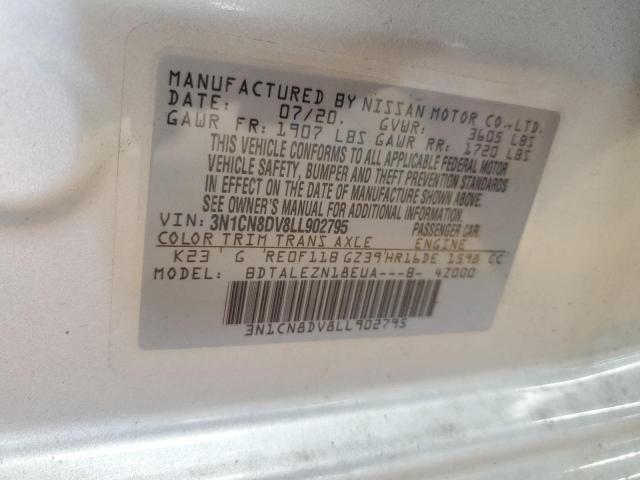 MANUFACTURED BY NISSAN MOTOR CO.,LTD.
DATE: 07/20. GVWR: 3605 LBS
GAWR FR: 1907 LBS GAWR RR: 1720 LBS
THIS VEHICLE CONFORMS TO ALL APPLICABLE FEDERAL MOTOR
VEHICLE SAFETY, BUMPER AND THEFT PREVENTION STANDARDS
IN EFFECT ON THE DATE OF MANUFACTURE SHOWN ABOVE.
SEE OWNER'S MANUAL FOR ADDITIONAL INFORMATION.
VIN: 3N1CN8DV8LL902795 PASSENGER CAR
COLOR TRIM TRANS AXLE ENGINE
K23 G RE0F11B GZ39 HR16DE 1598 CC
MODEL: BDTALEZN18EUA---B- 4Z000
3N1CN8DV8LL902795